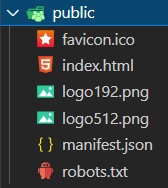 public
favicon.ico
index.html
logo192.png
logo512.png
manifest.json
robots.txt